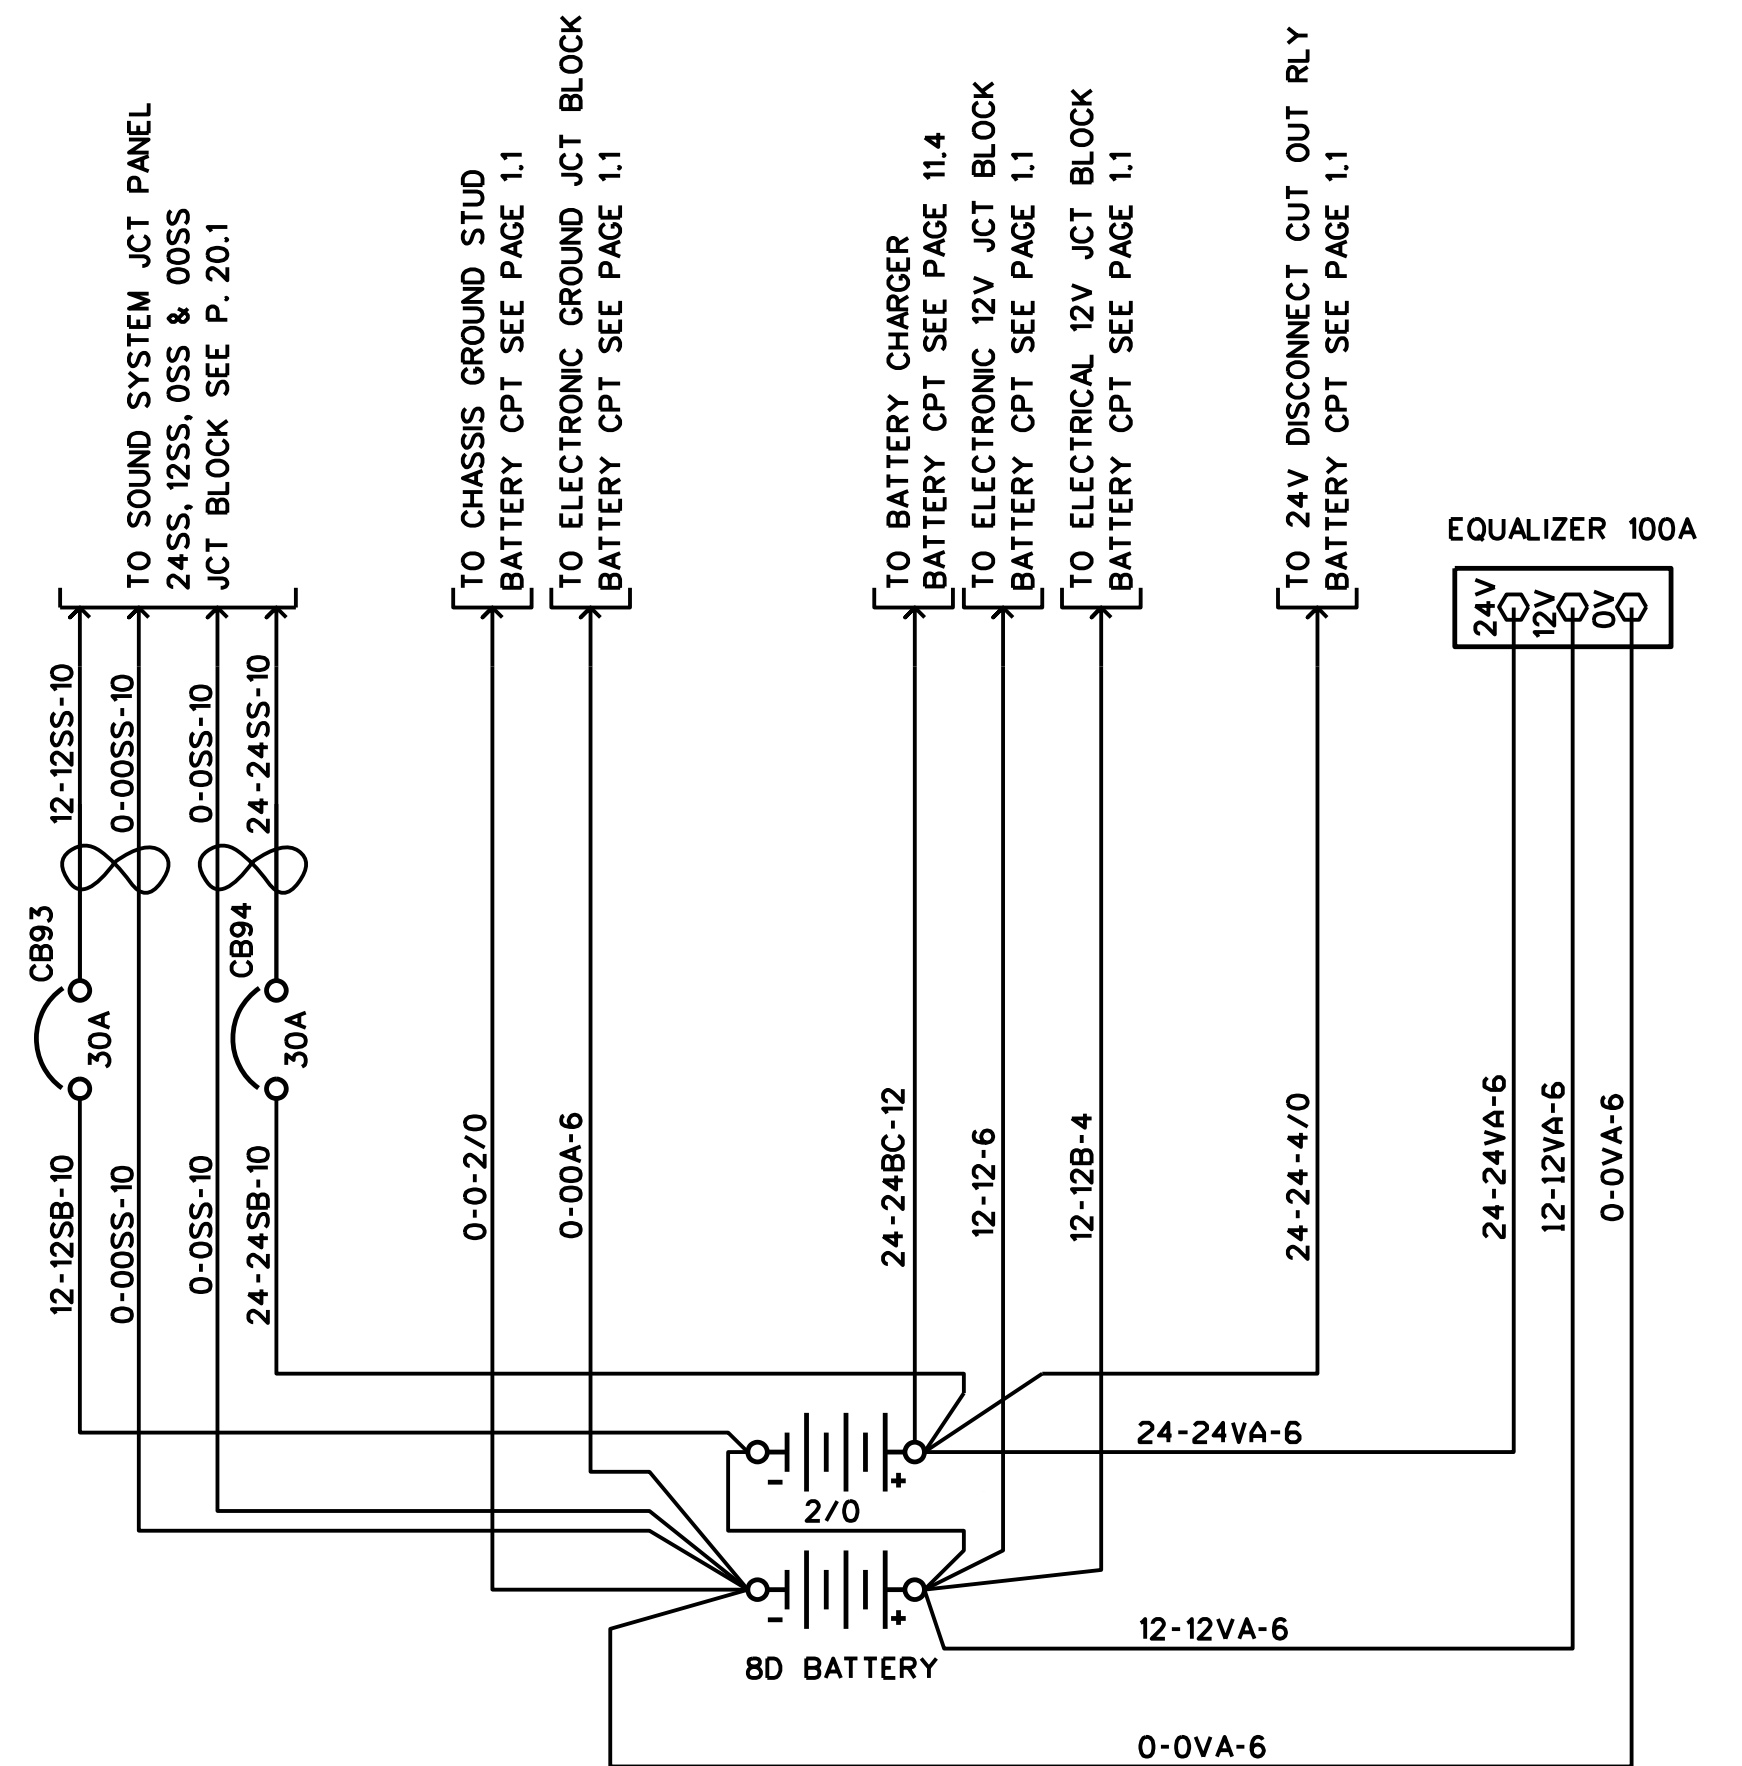 TO SOUND SYSTEM JCT PANEL
24SS, 12SS, 0SS & 00SS
JCT BLOCK SEE P. 20.1
TO CHASSIS GROUND STUD
BATTERY CPT SEE PAGE 1.1
TO ELECTRONIC GROUND JCT BLOCK
BATTERY CPT SEE PAGE 1.1
TO BATTERY CHARGER
BATTERY CPT SEE PAGE 11.4
TO ELECTRONIC 12V JCT BLOCK
BATTERY CPT SEE PAGE 1.1
TO ELECTRICAL 12V JCT BLOCK
BATTERY CPT SEE PAGE 1.1
TO 24V DISCONNECT CUT OUT RLY
BATTERY CPT SEE PAGE 1.1
EQUALIZER 100A
24V
12V
0V
12-12SS-10
0-00SS-10
0-0SS-10
24-24SS-10
CB93
30A
CB94
30A
12-12SB-10
0-00SS-10
0-0SS-10
24-24SB-10
0-0-2/0
0-00A-6
24-24BC-12
12-12-6
12-12B-4
24-24-4/0
24-24VA-6
12-12VA-6
0-0VA-6
24-24VA-6
- +
2/0
- +
12-12VA-6
8D BATTERY
0-0VA-6